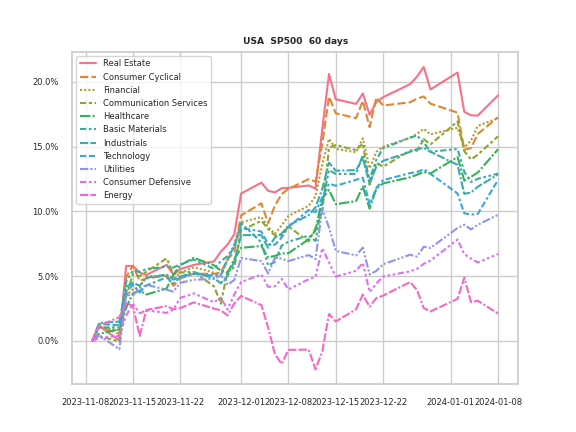 USA SP500 60 days
Real Estate
Consumer Cyclical
Financial
Communication Services
Healthcare
Basic Materials
Industrials
Technology
Utilities
Consumer Defensive
Energy
20.0%
15.0%
10.0%
5.0%
0.0%
2023-11-08 2023-11-15 2023-11-22 2023-12-01 2023-12-08 2023-12-15 2023-12-22 2024-01-01 2024-01-08